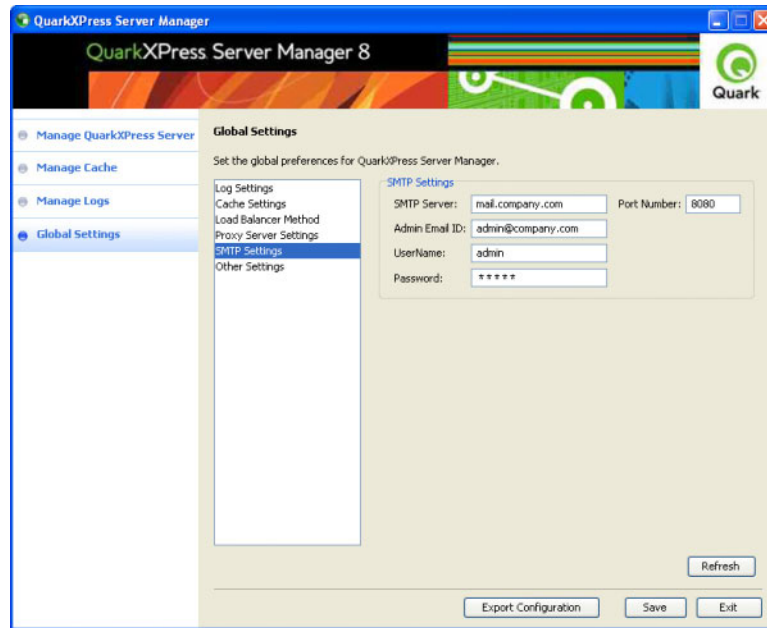 QuarkXPress Server Manager
QuarkXPress Server Manager 8
Quark
Manage QuarkXPress Server
Manage Cache
Manage Logs
Global Settings
Global Settings
Set the global preferences for QuarkXPress Server Manager.
Log Settings
Cache Settings
Load Balancer Method
Proxy Server Settings
SMTP Settings
Other Settings
SMTP Settings
SMTP Server: mail.company.com Port Number: 8080
Admin Email ID: admin@company.com
UserName: admin
Password: *****
Refresh
Export Configuration Save Exit